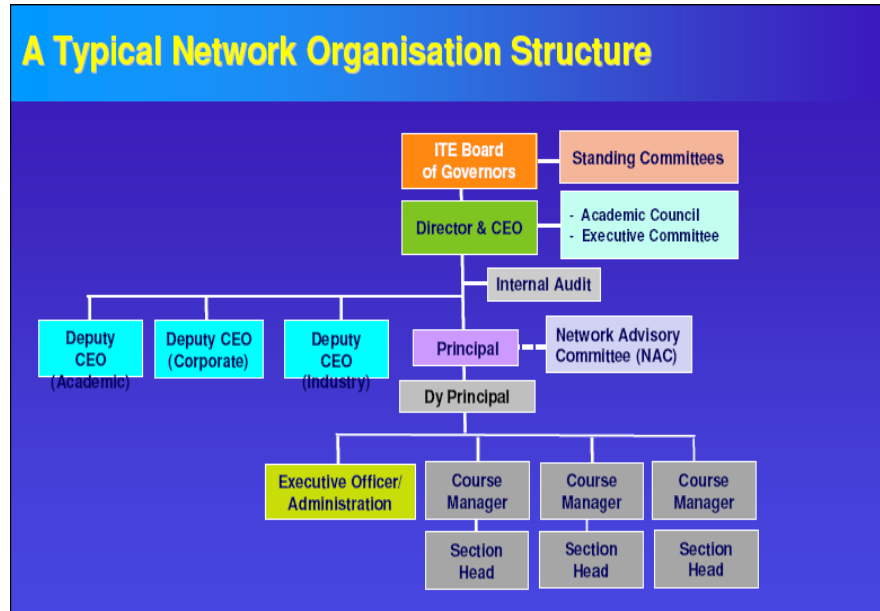 A Typical Network Organisation Structure
ITE Board
of Governors
Standing Committees
Director & CEO
- Academic Council
- Executive Committee
Internal Audit
Deputy
CEO
(Academic)
Deputy CEO
(Corporate)
Deputy
CEO
(Industry)
Principal
Network Advisory
Committee (NAC)
Dy Principal
Executive Officer/
Administration
Course
Manager
Course
Manager
Course
Manager
Section
Head
Section
Head
Section
Head